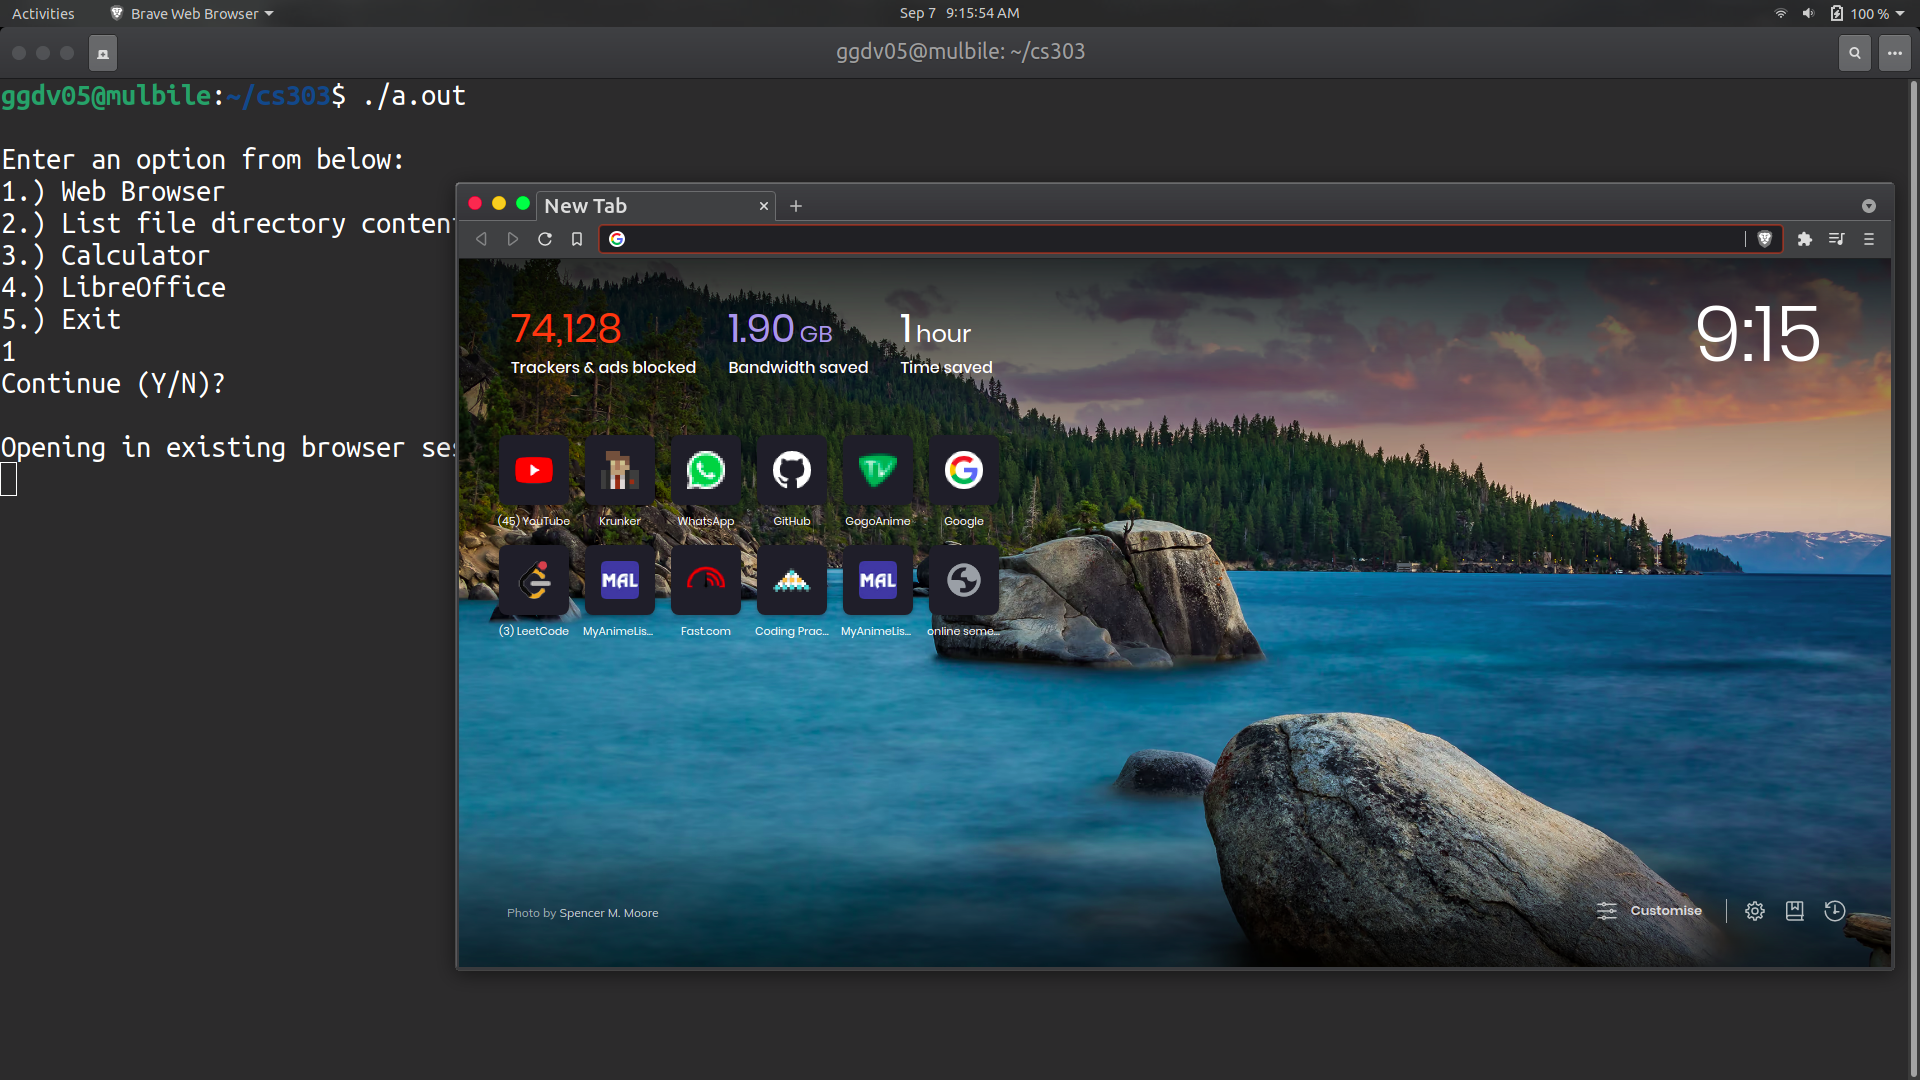 Activities
Brave Web Browser
Sep 7 9:15:54 AM
100 %
ggdv05@mulbile: ~/cs303
ggdv05@mulbile:~/cs303$ ./a.out
Enter an option from below:
1.) Web Browser
2.) List file directory
3.) Calculator
4.) LibreOffice
5.) Exit
1
Continue (Y/N)?
Opening in existing browser
New Tab
74,128
Trackers & ads blocked
1.90 GB
Bandwidth saved
1 hour
Time saved
9:15
TV
(45) YouTube
Krunker
WhatsApp
GitHub
GogoAnime
Google
MAL
MAL
(3) LeetCode
MyAnimeLis...
Fast.com
Coding Prac...
MyAnimeLis...
online seme...
Photo by Spencer M. Moore
Customise